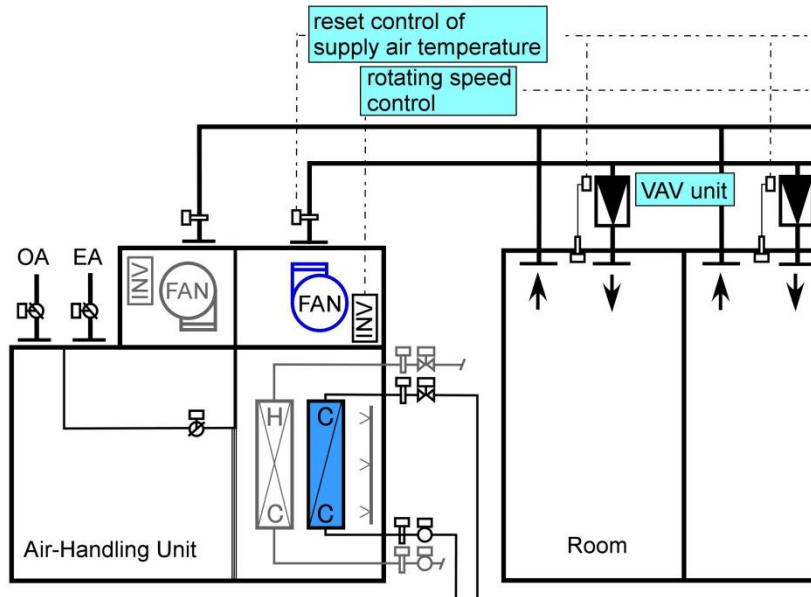 reset control of
supply air temperature
rotating speed
control
VAV unit
OA
EA
INV
FAN
FAN
INV
H
C
C
C
Air-Handling Unit
Room